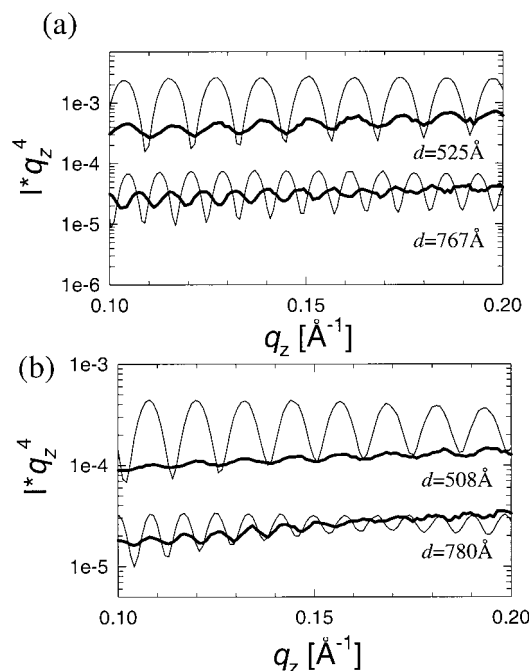 (a)
I*q_z^4
1e-3
1e-4
1e-5
1e-6
d=525Å
d=767Å
0.10 0.15 0.20
q_z [Å^-1]
(b)
I*q_z^4
1e-3
1e-4
1e-5
d=508Å
d=780Å
0.10 0.15 0.20
q_z [Å^-1]